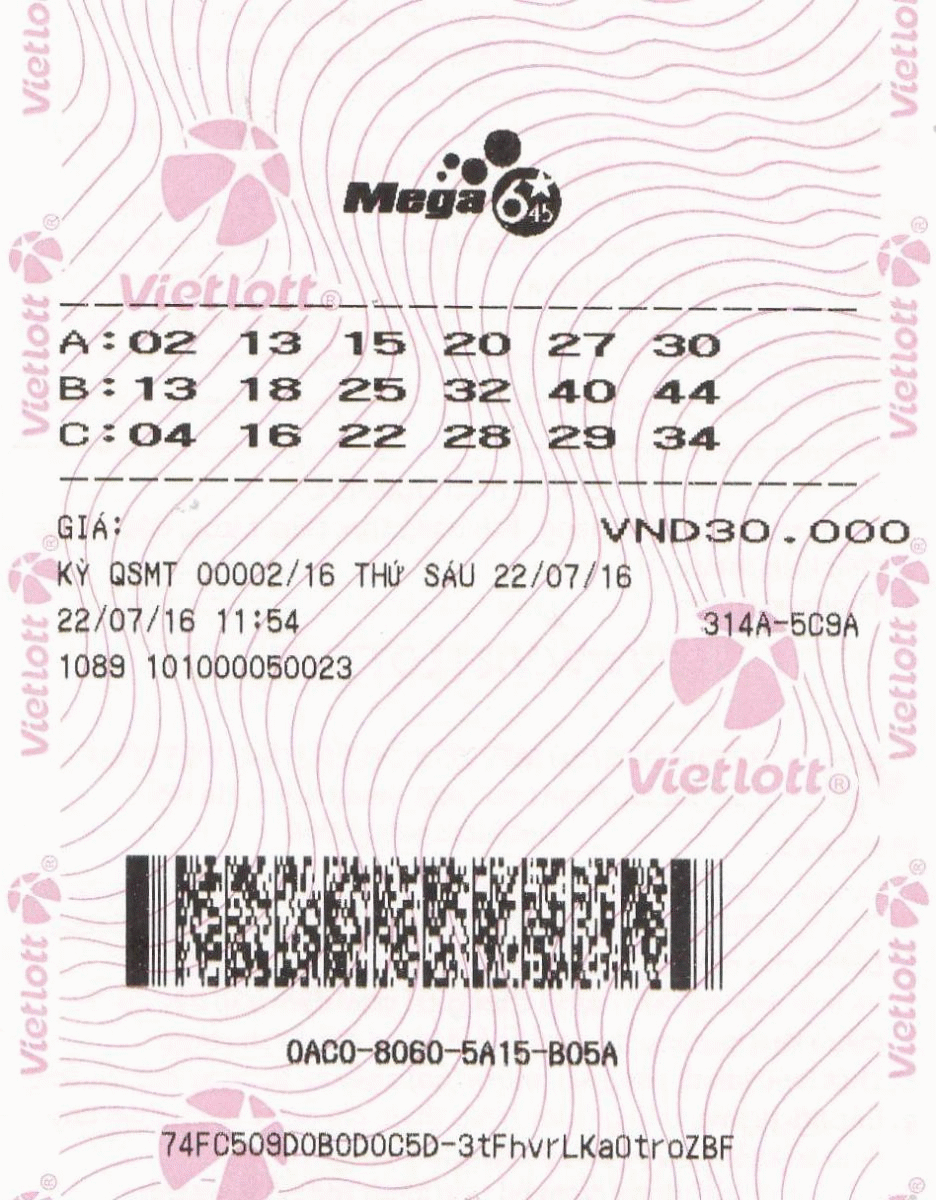 Mega 6/45
Vietlott®
A:02 13 15 20 27 30
B:13 18 25 32 40 44
C:04 16 22 28 29 34
GIÁ: VND30.000
KỲ QSMT 00002/16 THỨ SÁU 22/07/16
22/07/16 11:54 314A-5C9A
1089 101000050023
Vietlott®
0AC0-8060-5A15-B05A
74FC509D0B0D0C5D-3tFhvrLKa0troZBF
Vietlott
Vietlott®
Vietlott®
Vietlott®
Vietlott
Vietlott®
Vietlott®
Vietlott®